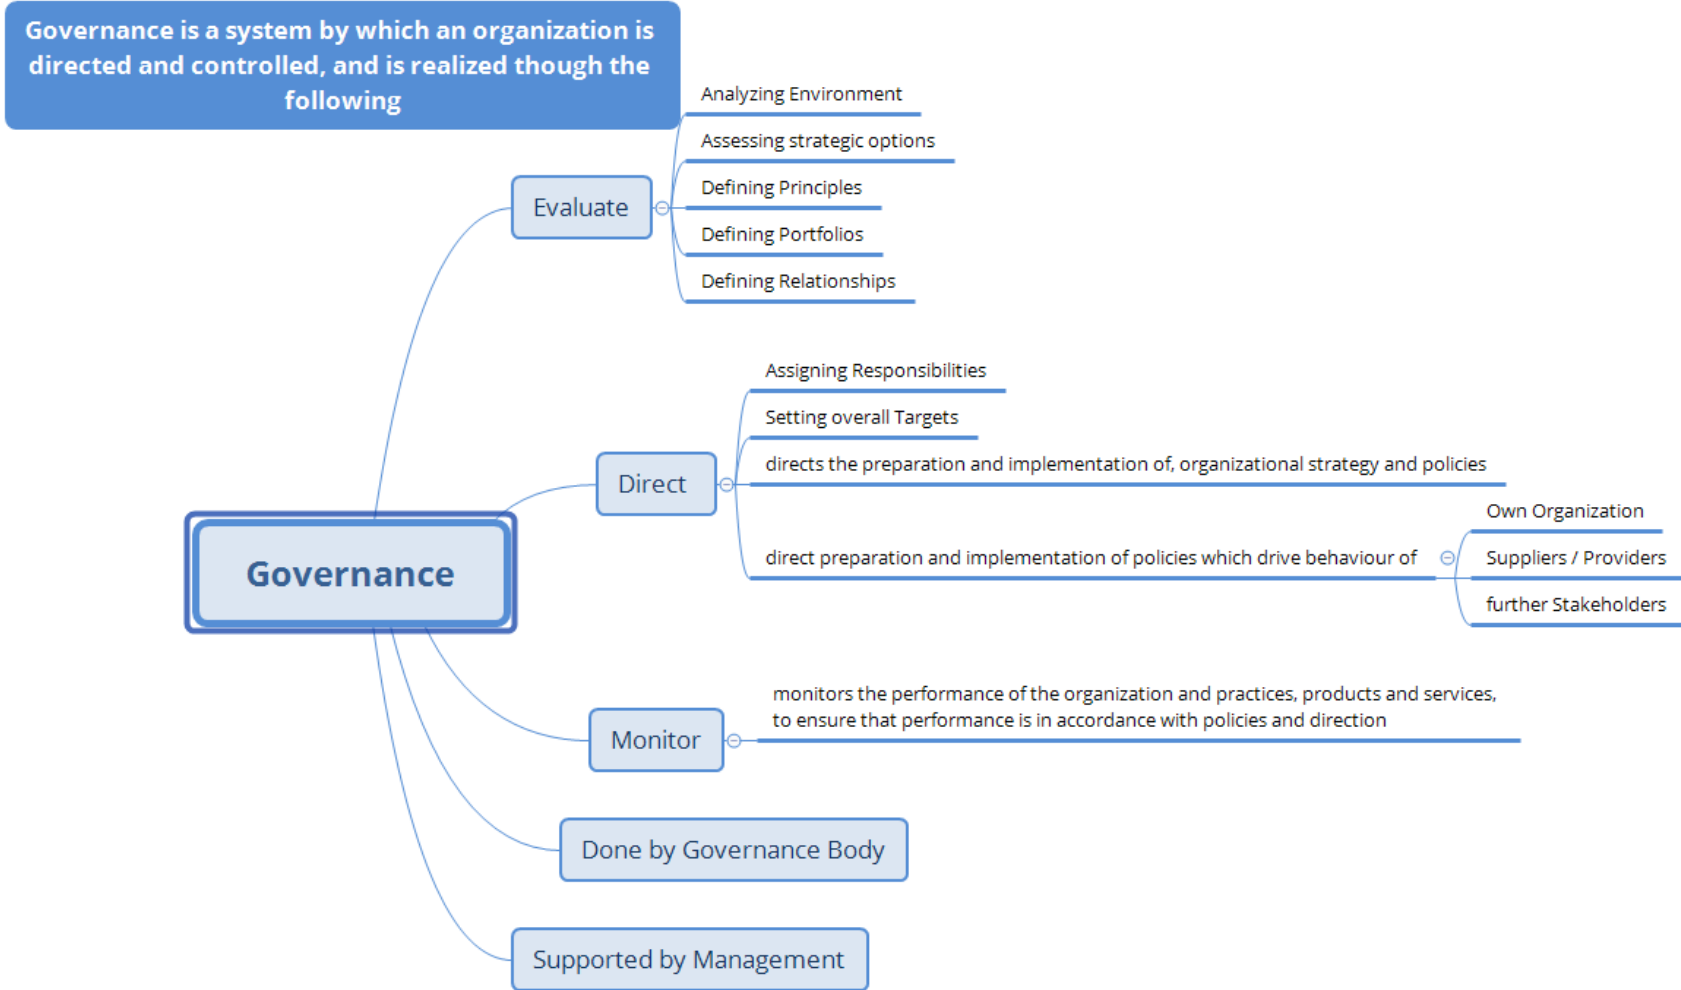 Governance is a system by which an organization is
directed and controlled, and is realized though the
following
Analyzing Environment
Assessing strategic options
Evaluate
Defining Principles
Defining Portfolios
Defining Relationships
Assigning Responsibilities
Setting overall Targets
directs the preparation and implementation of, organizational strategy and policies
Direct
Own Organization
direct preparation and implementation of policies which drive behaviour of
Suppliers / Providers
further Stakeholders
Governance
monitors the performance of the organization and practices, products and services,
to ensure that performance is in accordance with policies and direction
Monitor
Done by Governance Body
Supported by Management